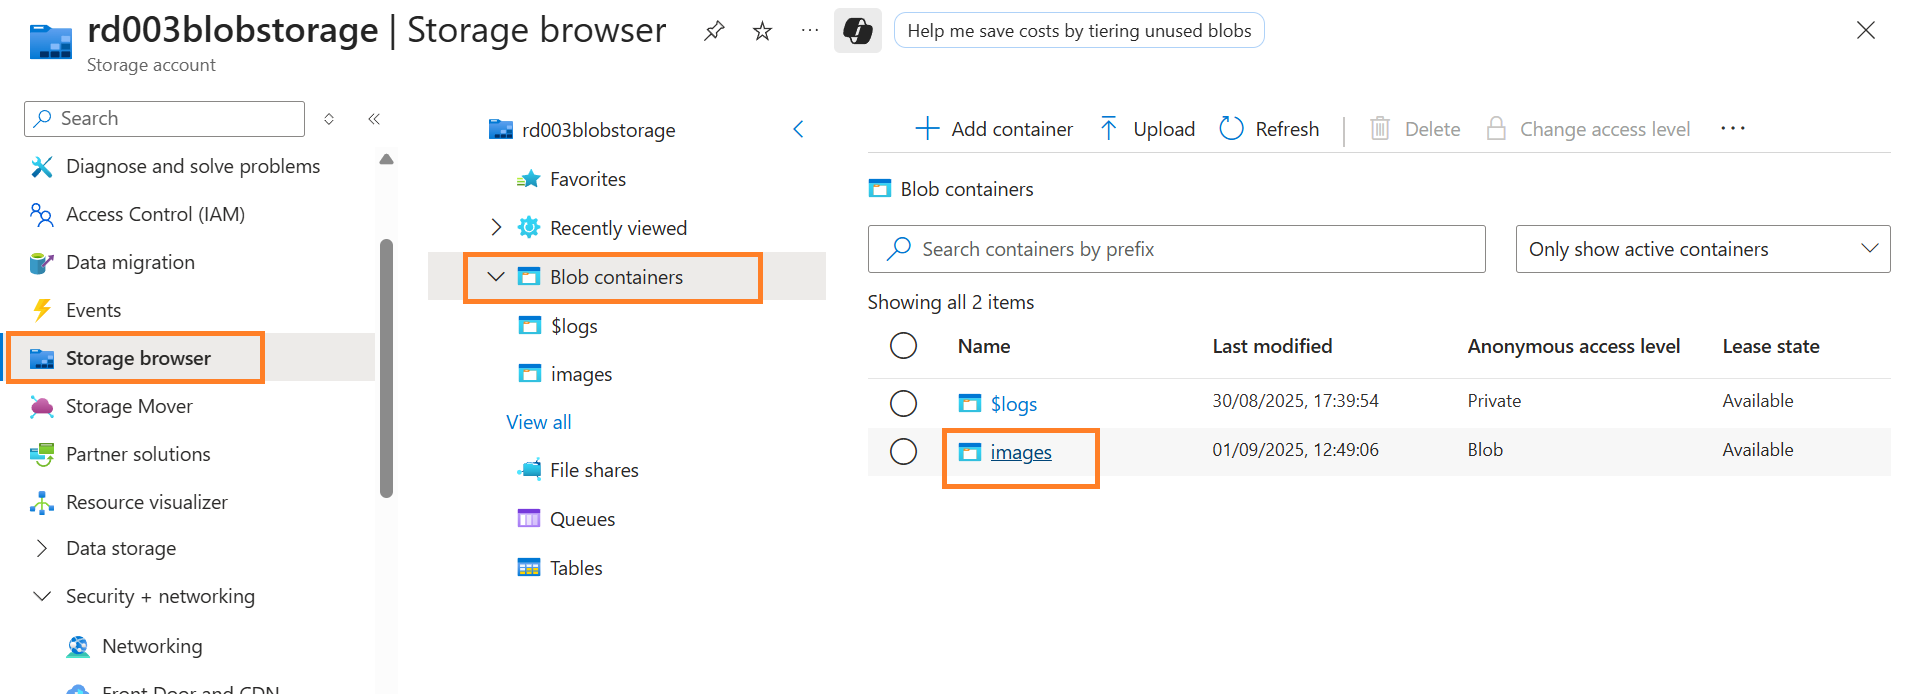 rd003blobstorage | Storage browser
Storage account
Help me save costs by tiering unused blobs
Search
Diagnose and solve problems
Access Control (IAM)
Data migration
Events
Storage browser
Storage Mover
Partner solutions
Resource visualizer
Data storage
Security + networking
Networking
Front Door and CDN
rd003blobstorage
Favorites
Recently viewed
Blob containers
$logs
images
View all
File shares
Queues
Tables
Add container Upload Refresh Delete Change access level
Blob containers
Search containers by prefix Only show active containers
Showing all 2 items
Name Last modified Anonymous access level Lease state
$logs 30/08/2025, 17:39:54 Private Available
images 01/09/2025, 12:49:06 Blob Available